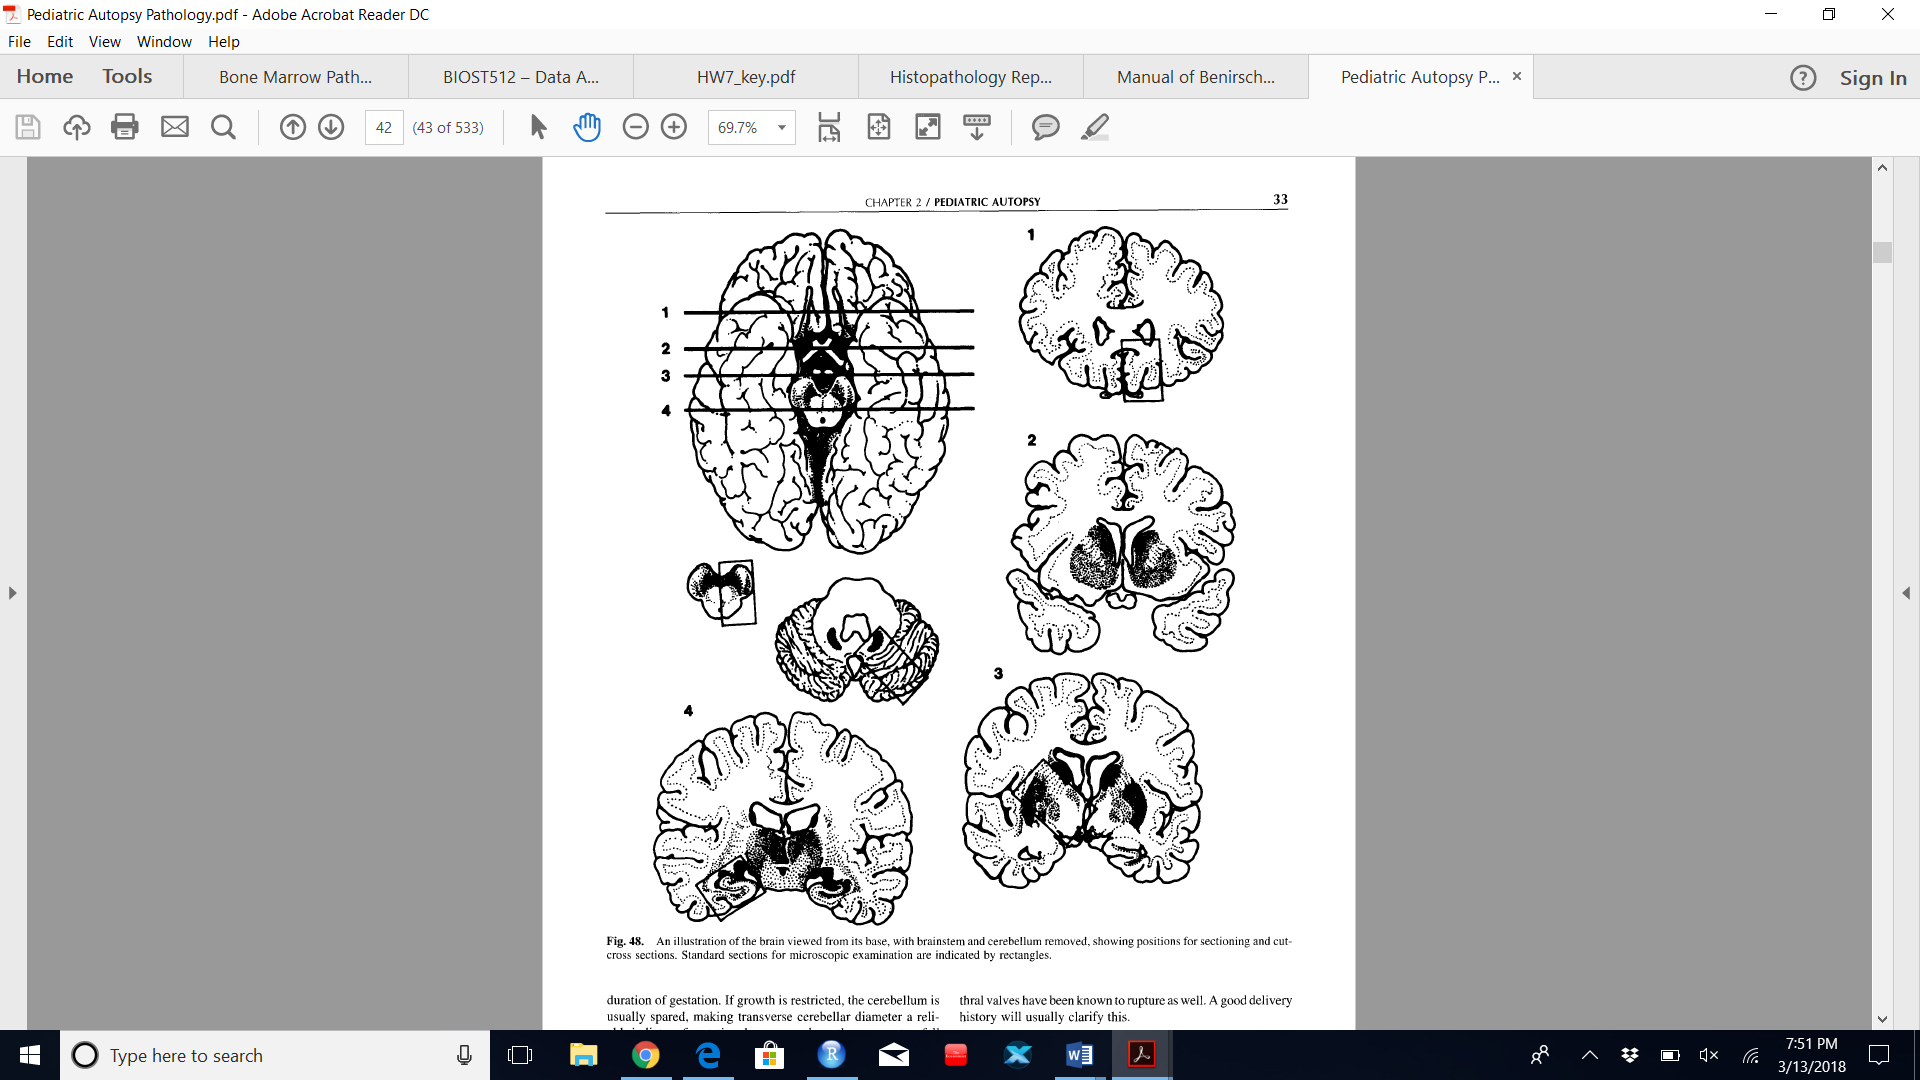 Pediatric Autopsy Pathology.pdf - Adobe Acrobat Reader DC
File Edit View Window Help
Home Tools Bone Marrow Path... BIOST512 – Data A... HW7_key.pdf Histopathology Rep... Manual of Benirsch... Pediatric Autopsy P... × ? Sign In
42 (43 of 533) 69.7%
CHAPTER 2 / PEDIATRIC AUTOPSY 33
1
2
3
4
1
2
3
4
Fig. 48. An illustration of the brain viewed from its base, with brainstem and cerebellum removed, showing positions for sectioning and cut-
cross sections. Standard sections for microscopic examination are indicated by rectangles.
duration of gestation. If growth is restricted, the cerebellum is
usually spared, making transverse cerebellar diameter a reli-
thral valves have been known to rupture as well. A good delivery
history will usually clarify this.
Type here to search
7:51 PM
3/13/2018